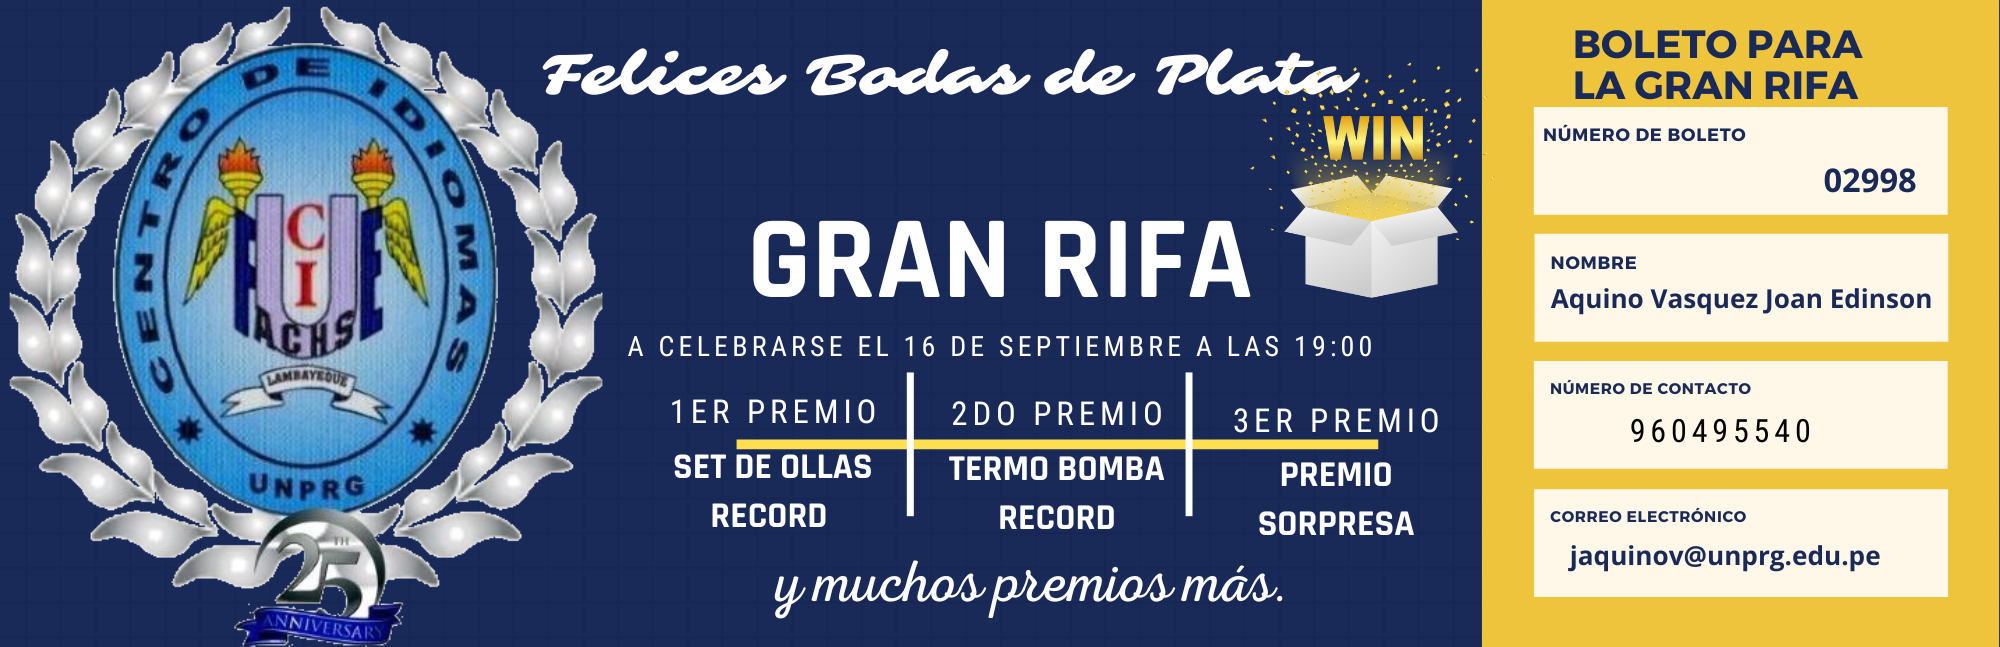 CENTRO DE IDIOMAS
C
I
FACHSE
LAMBAYEQUE
UNPRG
25TH
ANNIVERSARY
Felices Bodas de Plata
WIN
GRAN RIFA
A CELEBRARSE EL 16 DE SEPTIEMBRE A LAS 19:00
1ER PREMIO
SET DE OLLAS
RECORD
2DO PREMIO
TERMO BOMBA
RECORD
3ER PREMIO
PREMIO
SORPRESA
y muchos premios más.
BOLETO PARA
LA GRAN RIFA
NÚMERO DE BOLETO
02998
NOMBRE
Aquino Vasquez Joan Edinson
NÚMERO DE CONTACTO
960495540
CORREO ELECTRÓNICO
jaquinov@unprg.edu.pe